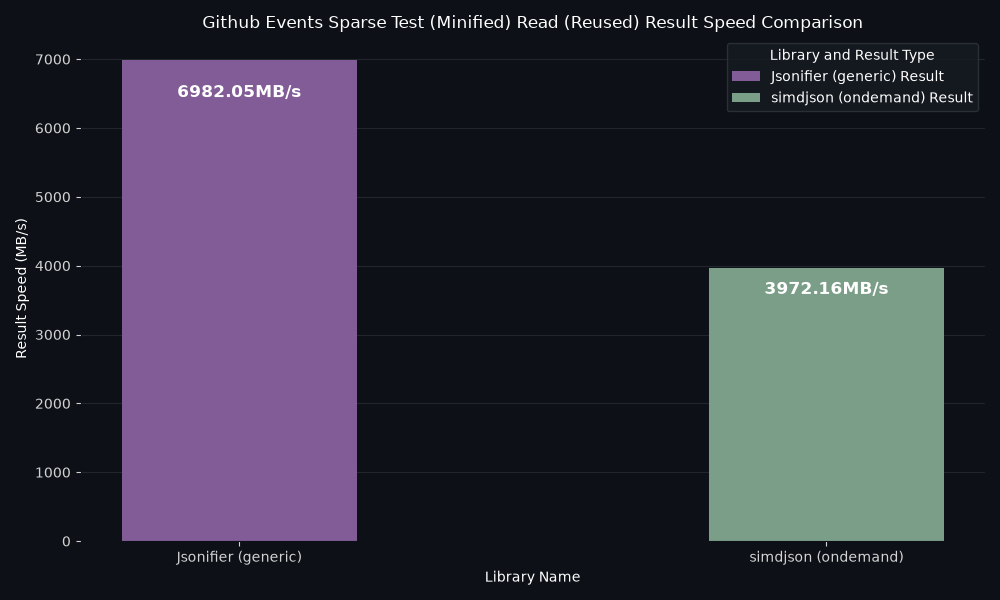 Github Events Sparse Test (Minified) Read (Reused) Result Speed Comparison
Library and Result Type
Jsonifier (generic) Result
simdjson (ondemand) Result
7000
6000
5000
4000
3000
2000
1000
0
Result Speed (MB/s)
6982.05MB/s
3972.16MB/s
Jsonifier (generic)
simdjson (ondemand)
Library Name